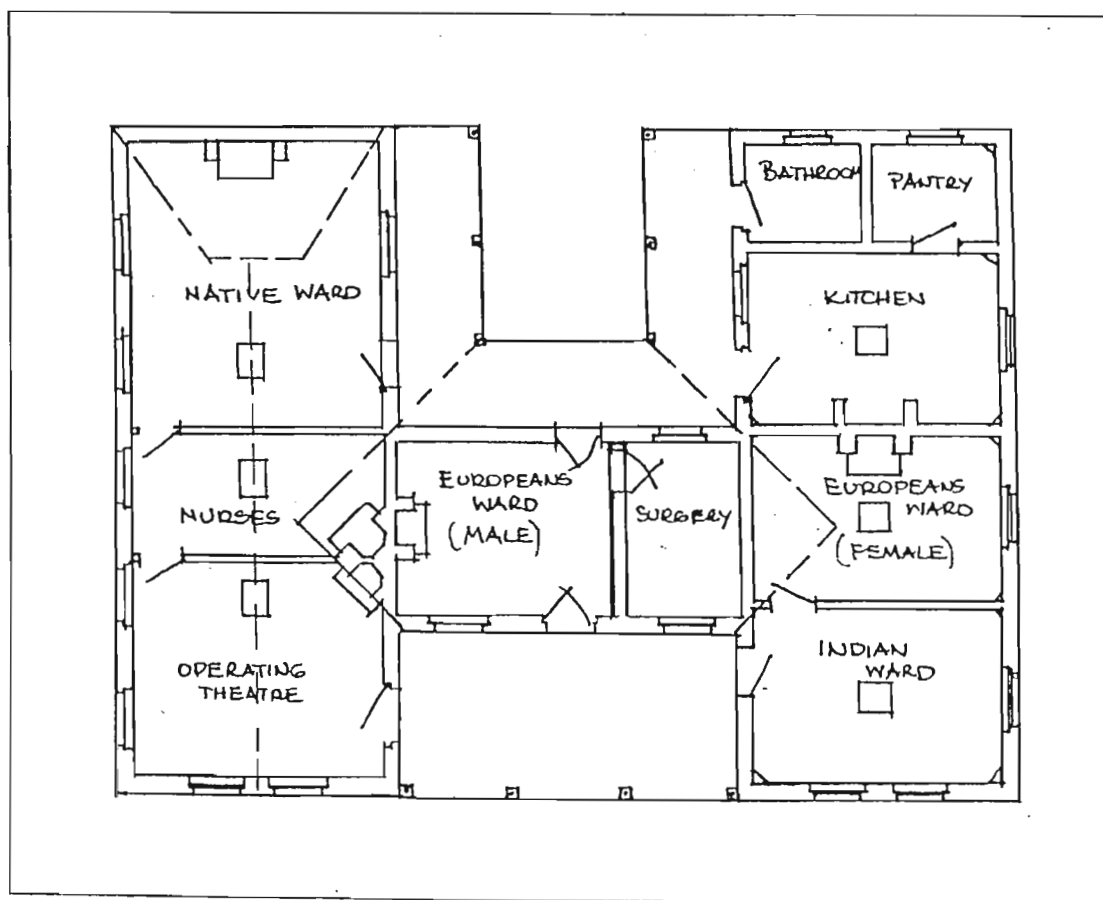 BATHROOM
PANTRY
NATIVE WARD
KITCHEN
EUROPEANS
WARD
(MALE)
SURGERY
EUROPEANS
WARD
(FEMALE)
NURSES
OPERATING
THEATRE
INDIAN
WARD